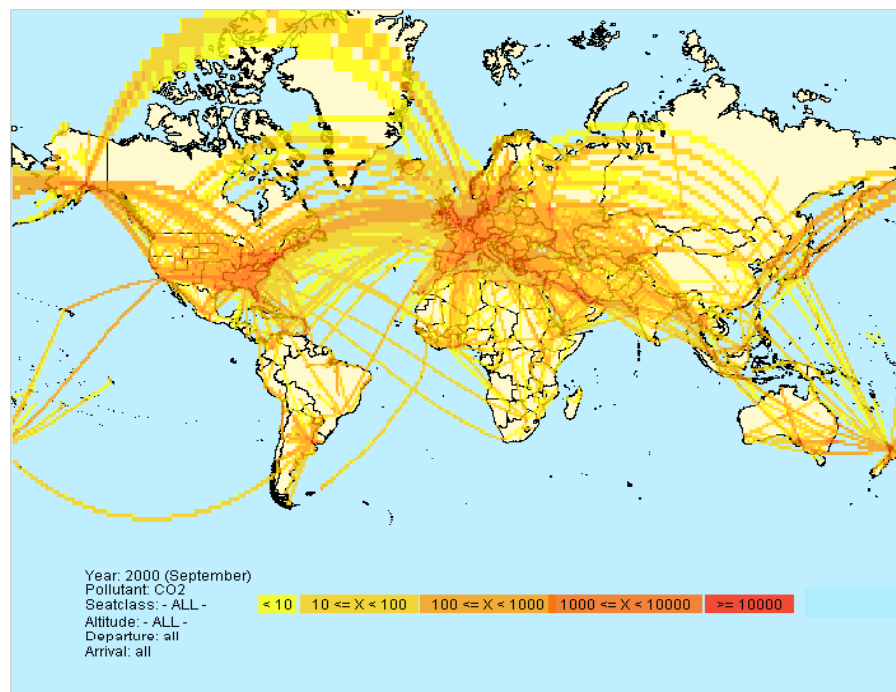 Year: 2000 (September)
Pollutant: CO2
Seatclass: - ALL -
Altitude: - ALL -
Departure: all
Arrival: all
< 10 10 <= X < 100 100 <= X < 1000 1000 <= X < 10000 >= 10000